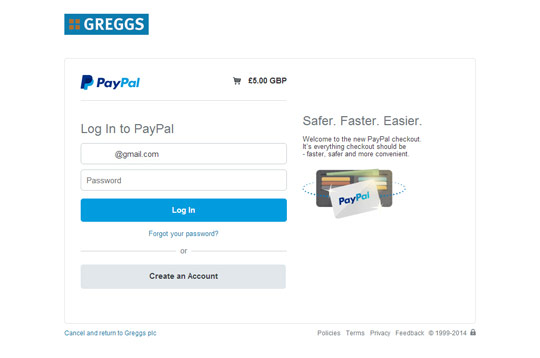 GREGGS
PayPal
£5.00 GBP
Log In to PayPal
@gmail.com
Password
Log In
Forgot your password?
or
Create an Account
Safer. Faster. Easier.
Welcome to the new PayPal checkout.
It's everything checkout should be
- faster, safer and more convenient.
PayPal
Cancel and return to Greggs plc
Policies Terms Privacy Feedback © 1999-2014